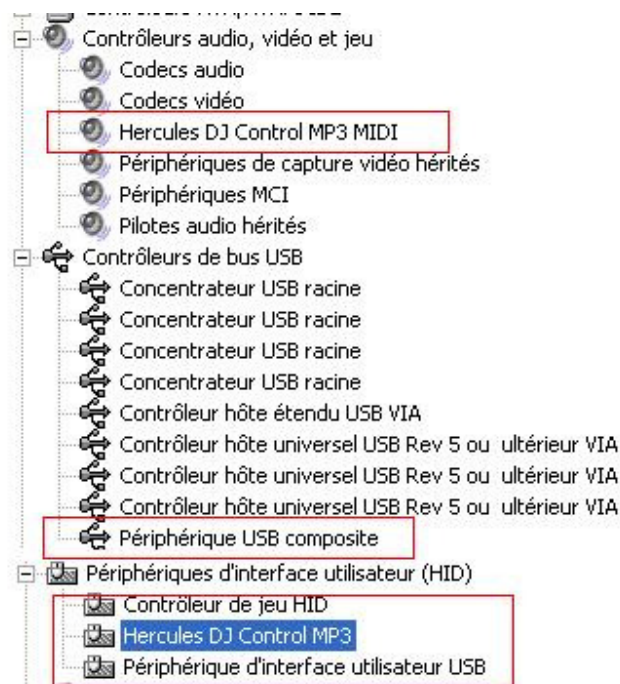 Contrôleurs audio, vidéo et jeu
Codecs audio
Codecs vidéo
Hercules DJ Control MP3 MIDI
Périphériques de capture vidéo hérités
Périphériques MCI
Pilotes audio hérités
Contrôleurs de bus USB
Concentrateur USB racine
Concentrateur USB racine
Concentrateur USB racine
Concentrateur USB racine
Contrôleur hôte étendu USB VIA
Contrôleur hôte universel USB Rev 5 ou ultérieur VIA
Contrôleur hôte universel USB Rev 5 ou ultérieur VIA
Contrôleur hôte universel USB Rev 5 ou ultérieur VIA
Périphérique USB composite
Périphériques d'interface utilisateur (HID)
Contrôleur de jeu HID
Hercules DJ Control MP3
Périphérique d'interface utilisateur USB